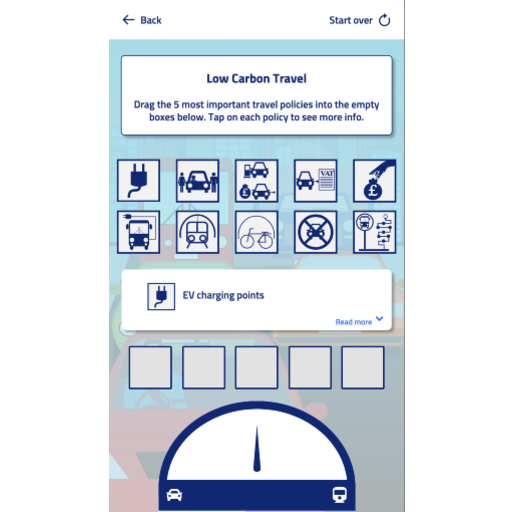 Back
Start over
Low Carbon Travel
Drag the 5 most important travel policies into the empty
boxes below. Tap on each policy to see more info.
VAT
£
£
EV charging points
Read more